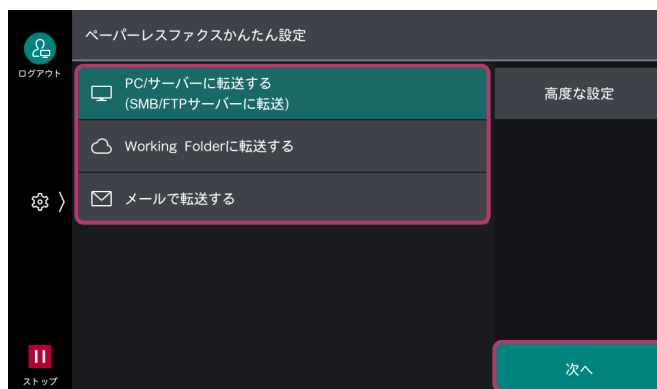 ペーパーレスファクスかんたん設定
ログアウト
PC/サーバーに転送する
(SMB/FTPサーバーに転送)
高度な設定
Working Folderに転送する
メールで転送する
ストップ
次へ